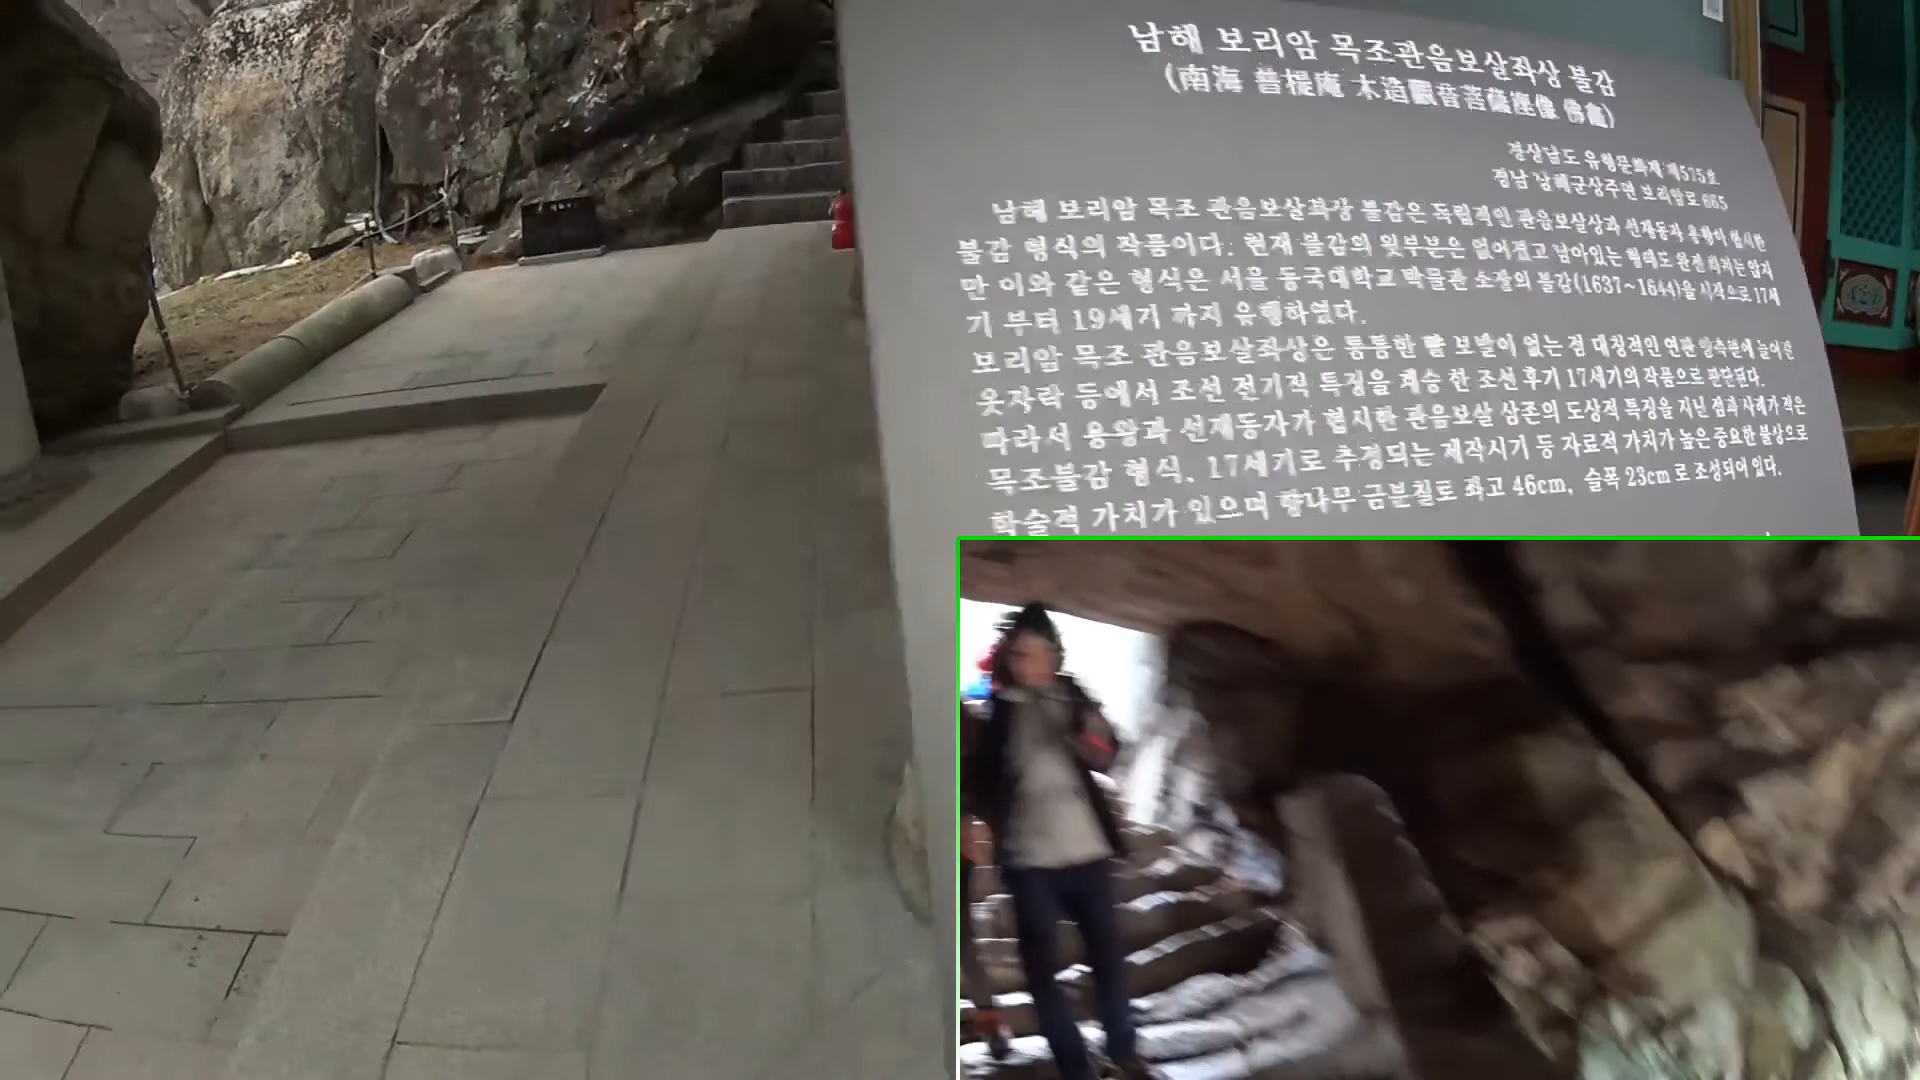 남해 보리암 목조관음보살좌상 불감
(南海 菩提庵 木造觀音菩薩座像 佛龕)
경상남도 유형문화재 제575호
경남 남해군상주면 보리암로 665
남해 보리암 목조 관음보살좌상 불감은 독립적인 관음보살상과 선재동자 용왕이 협시한
불감 형식의 작품이다. 현재 불감의 윗부분은 없어졌고 남아있는 형태도 완전하지는않지
만 이와 같은 형식은 서울 동국대학교 박물관 소장의 불감(1637~1644)을 시작으로 17세
기 부터 19세기 까지 유행하였다.
보리암 목조 관음보살좌상은 통통한 뺨 보발이 없는 점 대칭적인 연판 양측면에 늘어진
옷자락 등에서 조선 전기적 특징을 계승 한 조선 후기 17세기의 작품으로 판단된다.
따라서 용왕과 선재동자가 협시한 관음보살 삼존의 도상적 특징을 지닌 점과 사례가 적은
목조불감 형식, 17세기로 추정되는 제작시기 등 자료적 가치가 높은 중요한 불상으로
학술적 가치가 있으며 향나무 금분칠로 좌고 46cm, 슬폭 23cm 로 조성되어 있다.